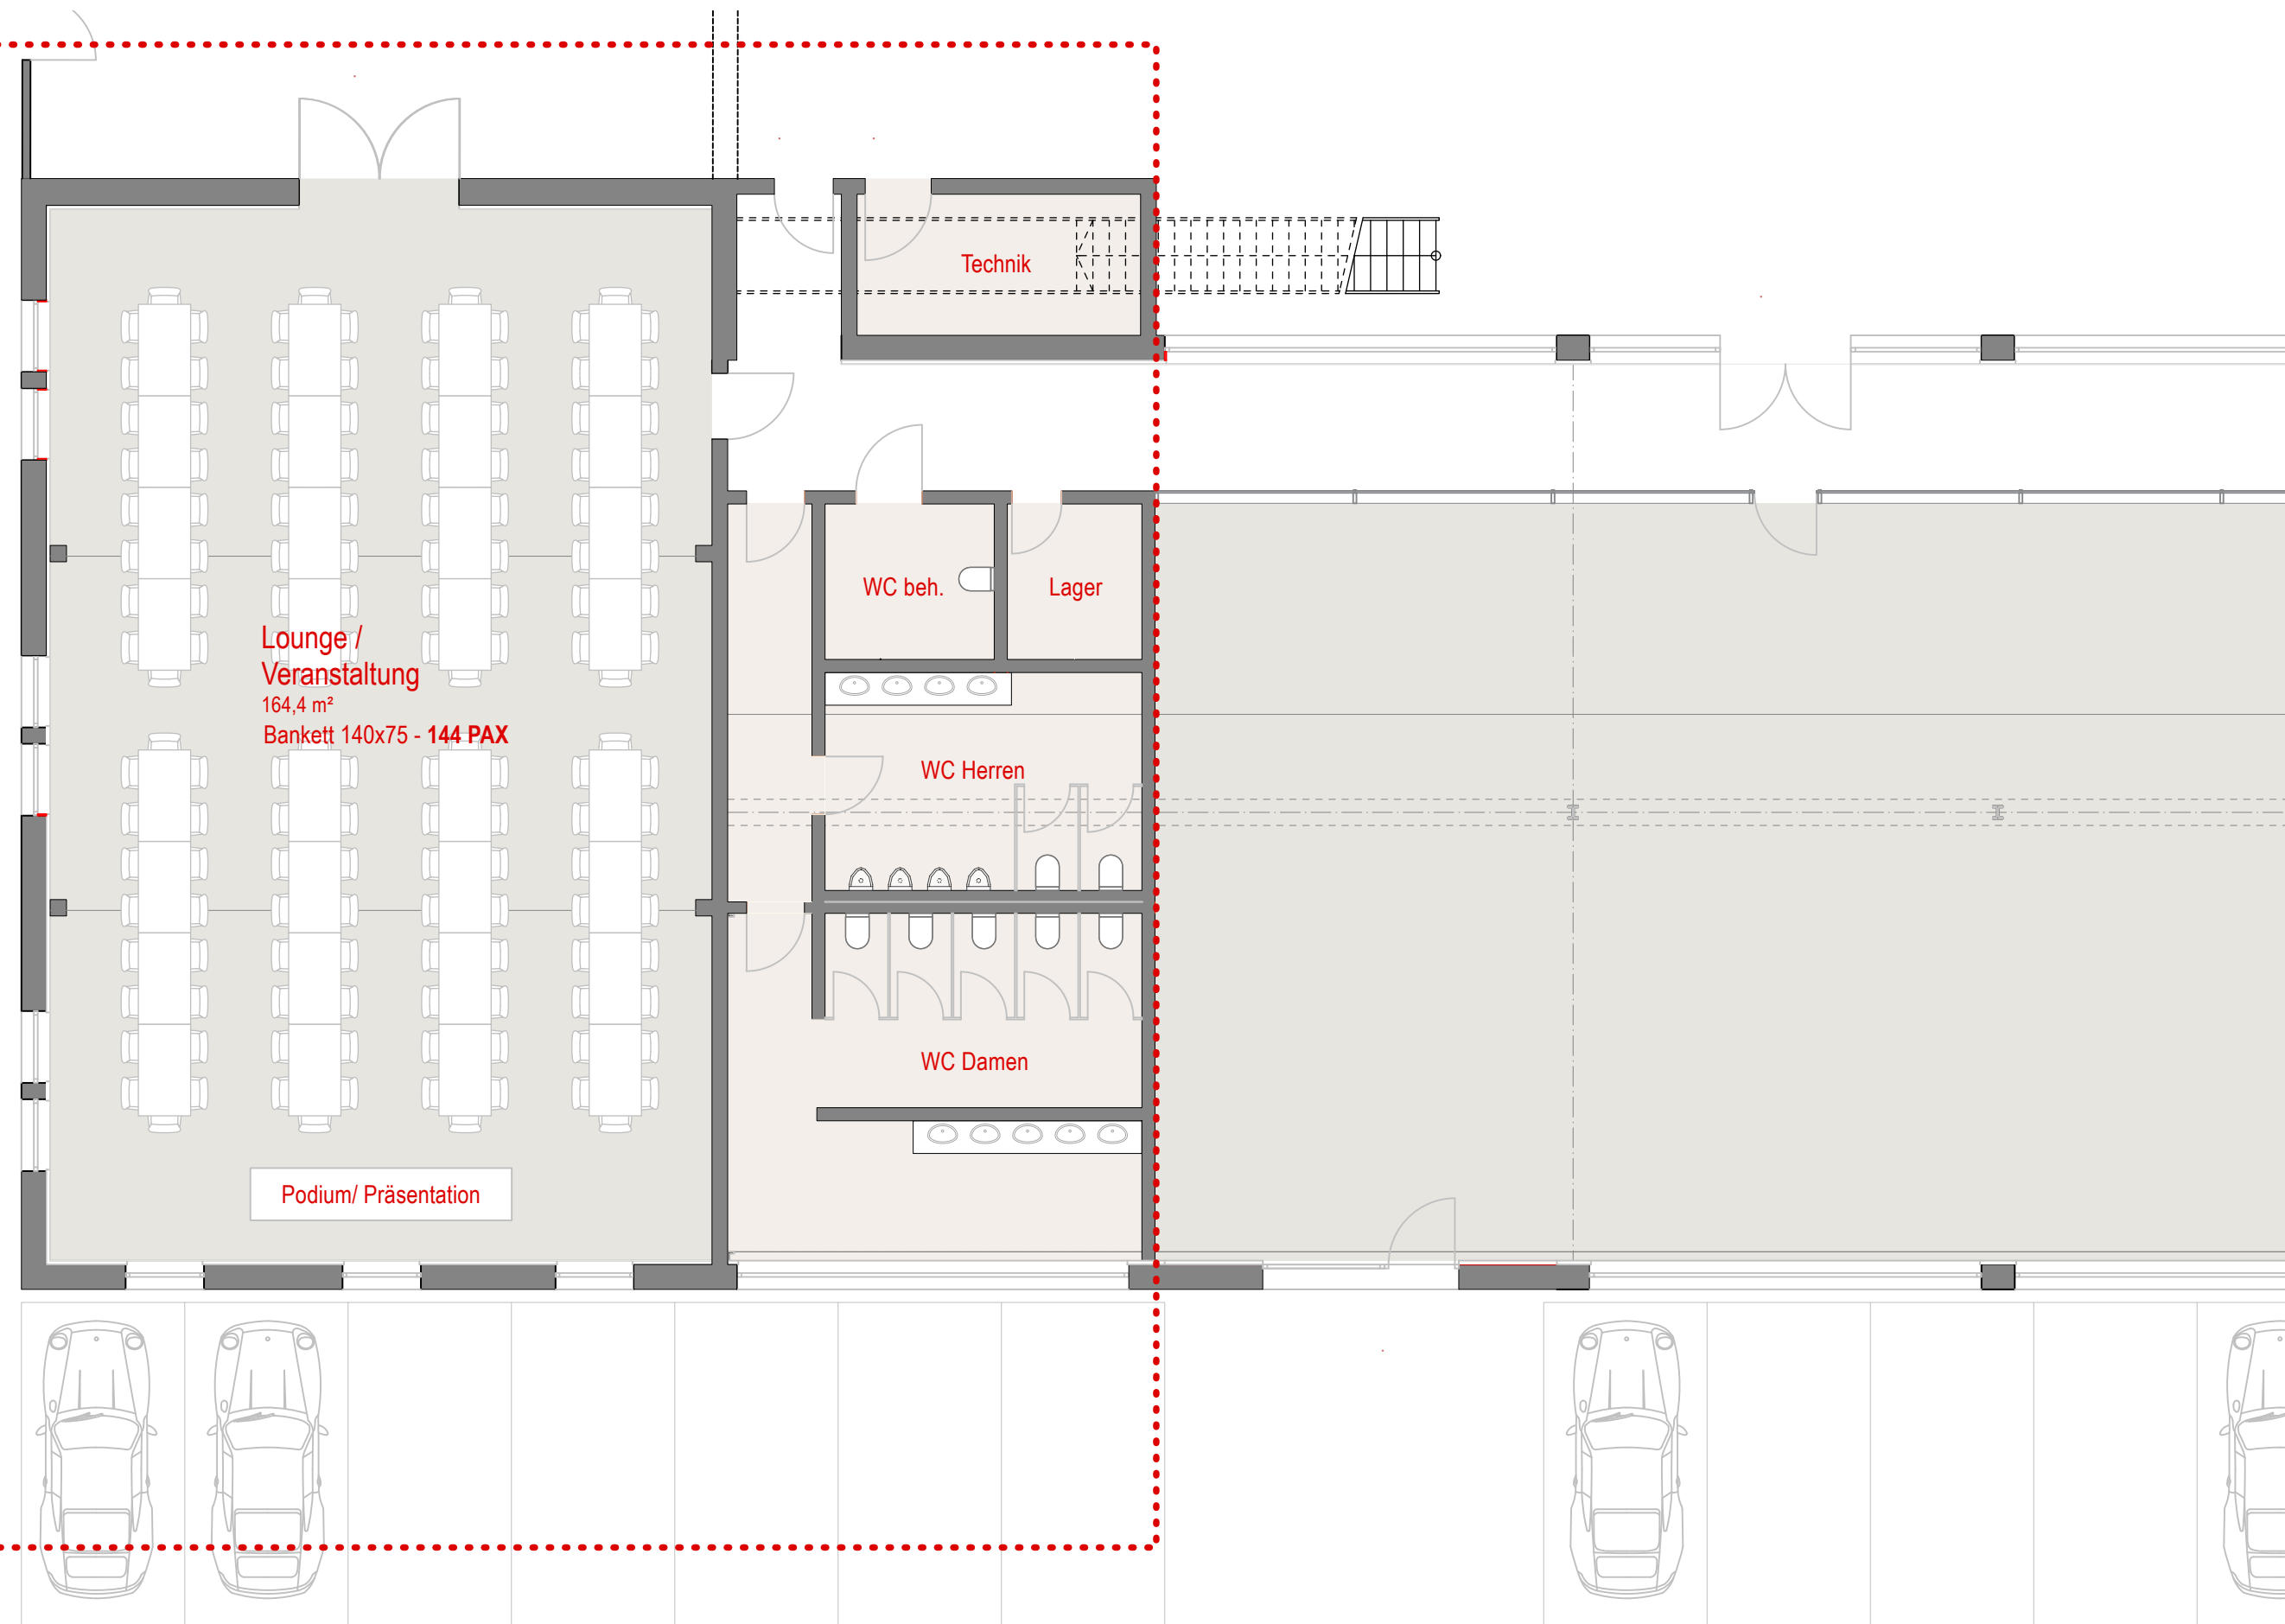 Technik
WC beh.
Lager
Lounge /
Veranstaltung
164,4 m²
Bankett 140x75 - 144 PAX
WC Herren
WC Damen
Podium/ Präsentation